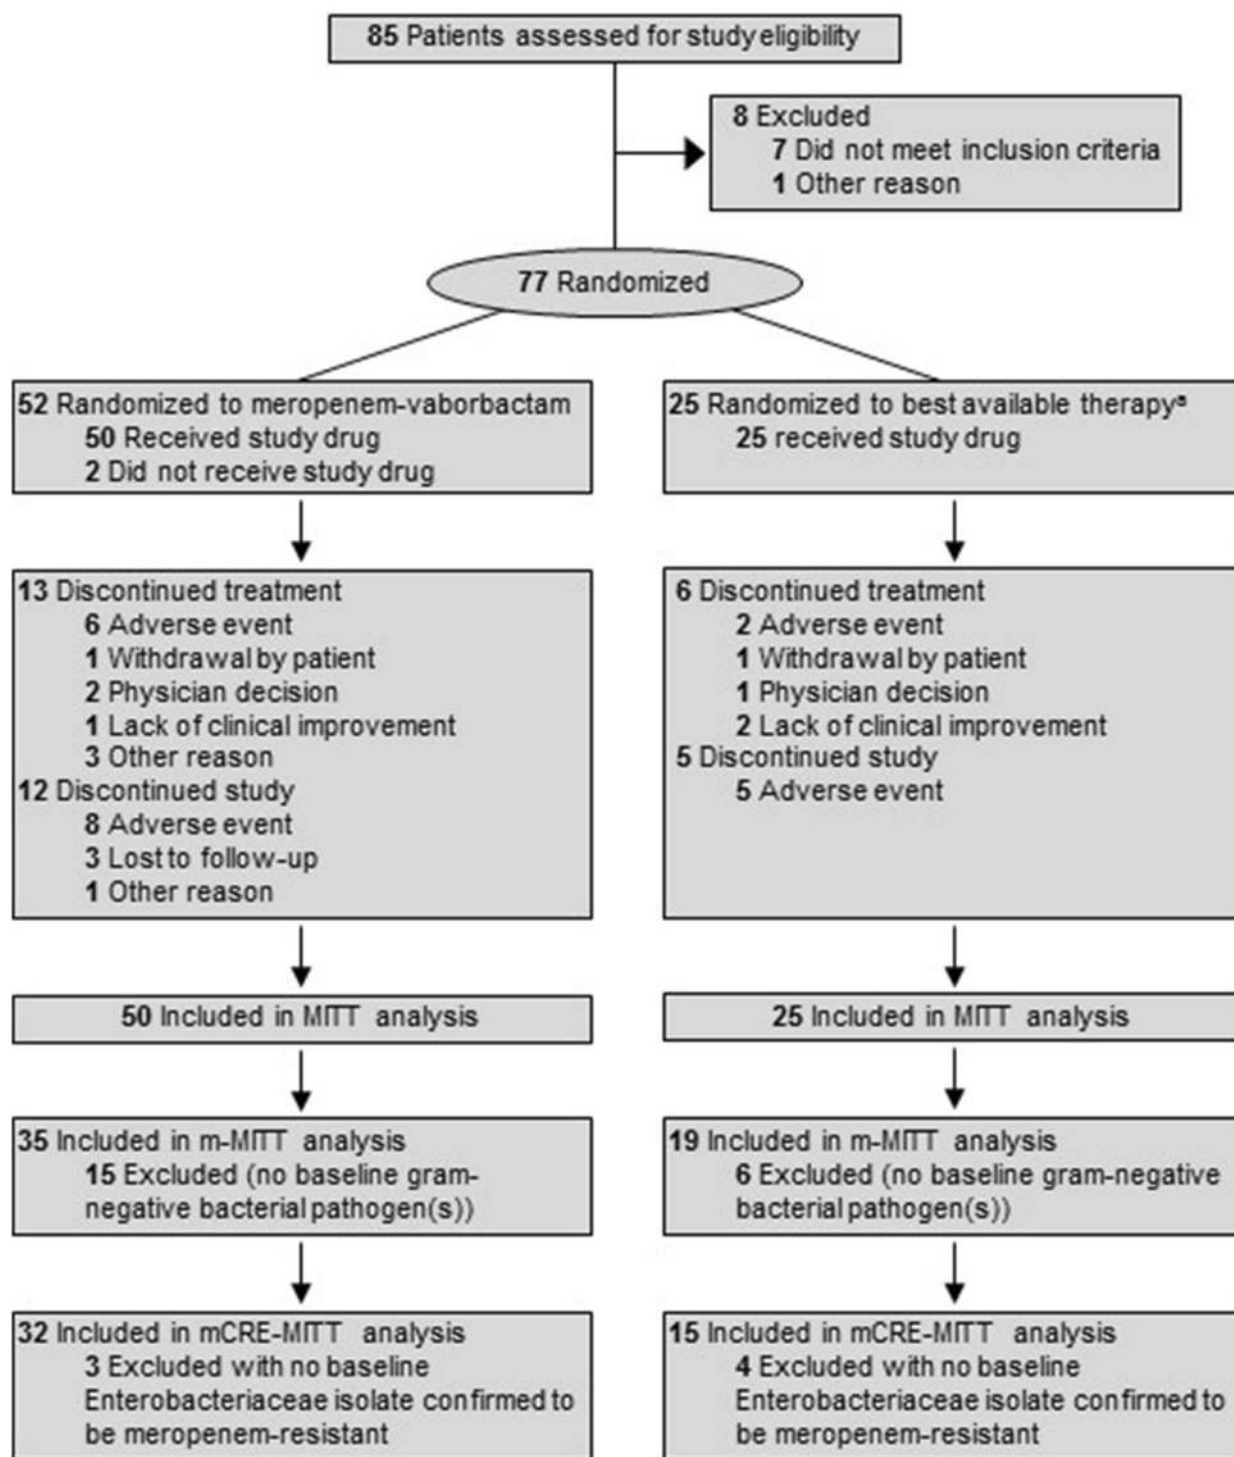 85 Patients assessed for study eligibility
8 Excluded
7 Did not meet inclusion criteria
1 Other reason
77 Randomized
52 Randomized to meropenem-vaborbactam
50 Received study drug
2 Did not receive study drug
25 Randomized to best available therapyª
25 received study drug
13 Discontinued treatment
6 Adverse event
1 Withdrawal by patient
2 Physician decision
1 Lack of clinical improvement
3 Other reason
12 Discontinued study
8 Adverse event
3 Lost to follow-up
1 Other reason
6 Discontinued treatment
2 Adverse event
1 Withdrawal by patient
1 Physician decision
2 Lack of clinical improvement
5 Discontinued study
5 Adverse event
50 Included in MITT analysis
25 Included in MITT analysis
35 Included in m-MITT analysis
15 Excluded (no baseline gram-
negative bacterial pathogen(s))
19 Included in m-MITT analysis
6 Excluded (no baseline gram-negative
bacterial pathogen(s))
32 Included in mCRE-MITT analysis
3 Excluded with no baseline
Enterobacteriaceae isolate confirmed to
be meropenem-resistant
15 Included in mCRE-MITT analysis
4 Excluded with no baseline
Enterobacteriaceae isolate confirmed to
be meropenem-resistant